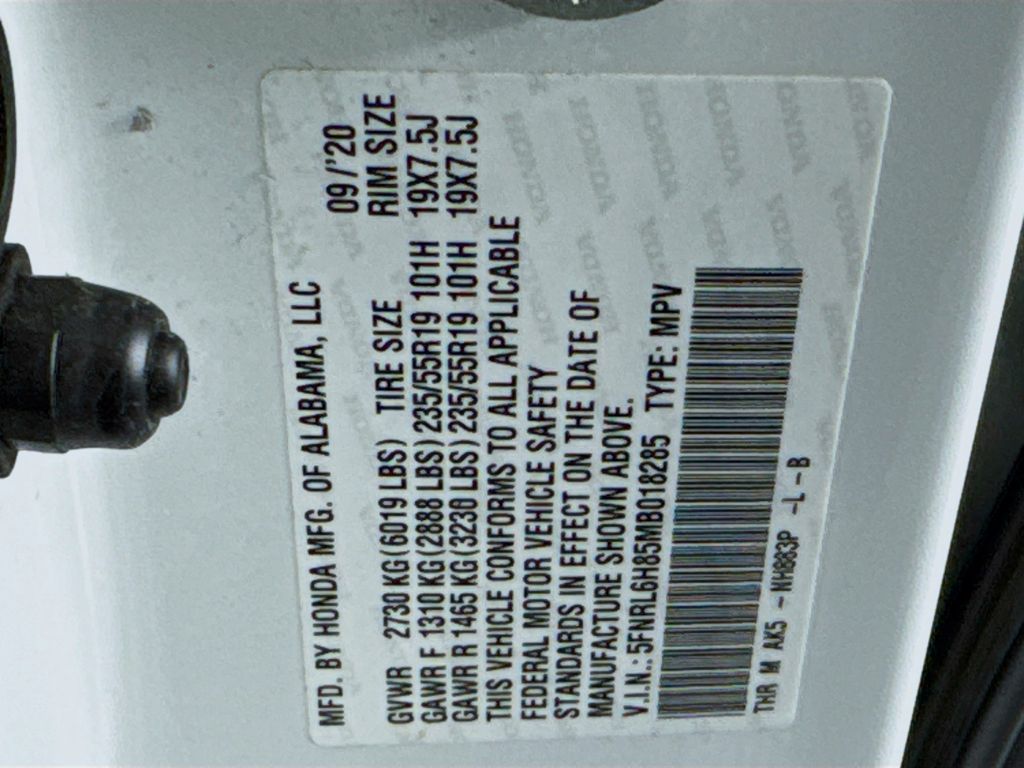 MFD. BY HONDA MFG. OF ALABAMA, LLC 09/'20
GVWR 2730 KG(6019 LBS) TIRE SIZE RIM SIZE
GAWR F 1310 KG(2888 LBS)235/55R19 101H 19X7.5J
GAWR R 1465 KG(3230 LBS)235/55R19 101H 19X7.5J
THIS VEHICLE CONFORMS TO ALL APPLICABLE
FEDERAL MOTOR VEHICLE SAFETY
STANDARDS IN EFFECT ON THE DATE OF
MANUFACTURE SHOWN ABOVE.
V.I.N.: 5FNRL6H85MB018285 TYPE: MPV
THR M AK5 - NH883P -L-B